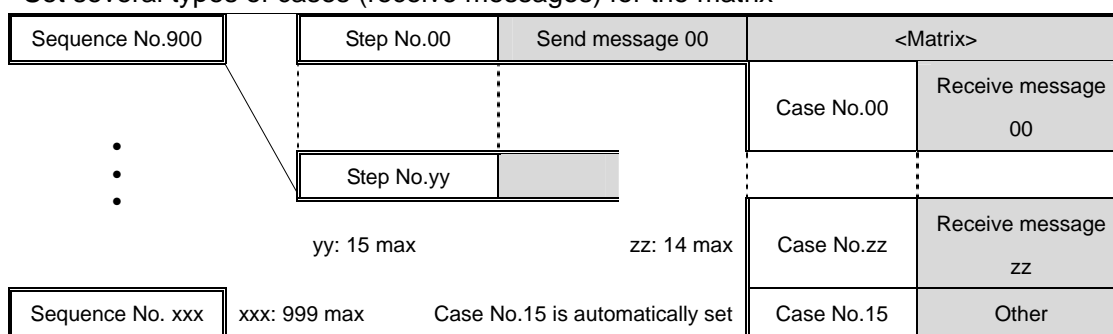 Set several types of cases (receive messages) for the matrix
Sequence No.900
Step No.00
Send message 00
<Matrix>
Case No.00
Receive message
00
Step No.yy
yy: 15 max
zz: 14 max
Case No.zz
Receive message
zz
Sequence No. xxx
xxx: 999 max
Case No.15 is automatically set
Case No.15
Other